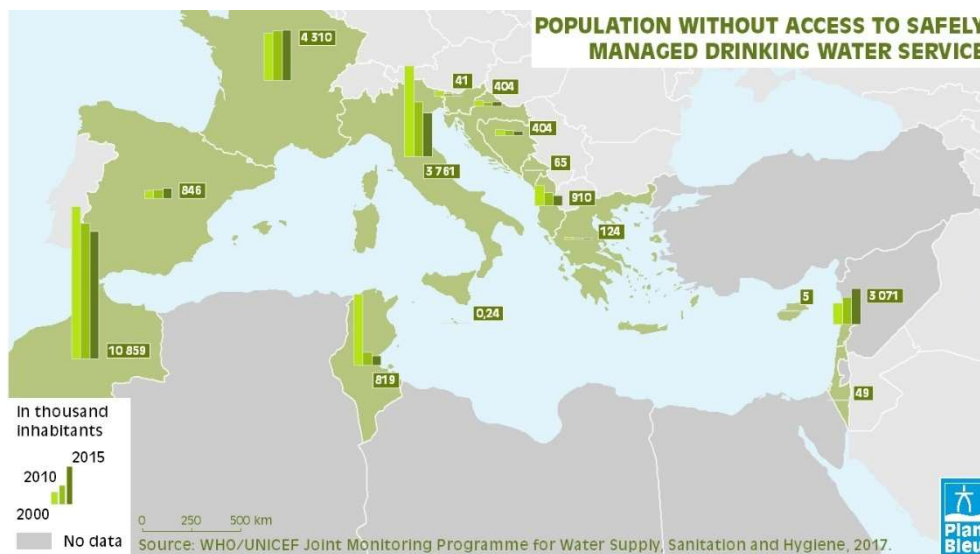 POPULATION WITHOUT ACCESS TO SAFELY
MANAGED DRINKING WATER SERVICE
4 310
41
404
404
3 761
65
846
910
124
0,24
5
3 071
10 859
819
49
In thousand
inhabitants
2015
2010
2000
No data
0 250 500 km
Source: WHO/UNICEF Joint Monitoring Programme for Water Supply, Sanitation and Hygiene, 2017.
Plan
Bleu